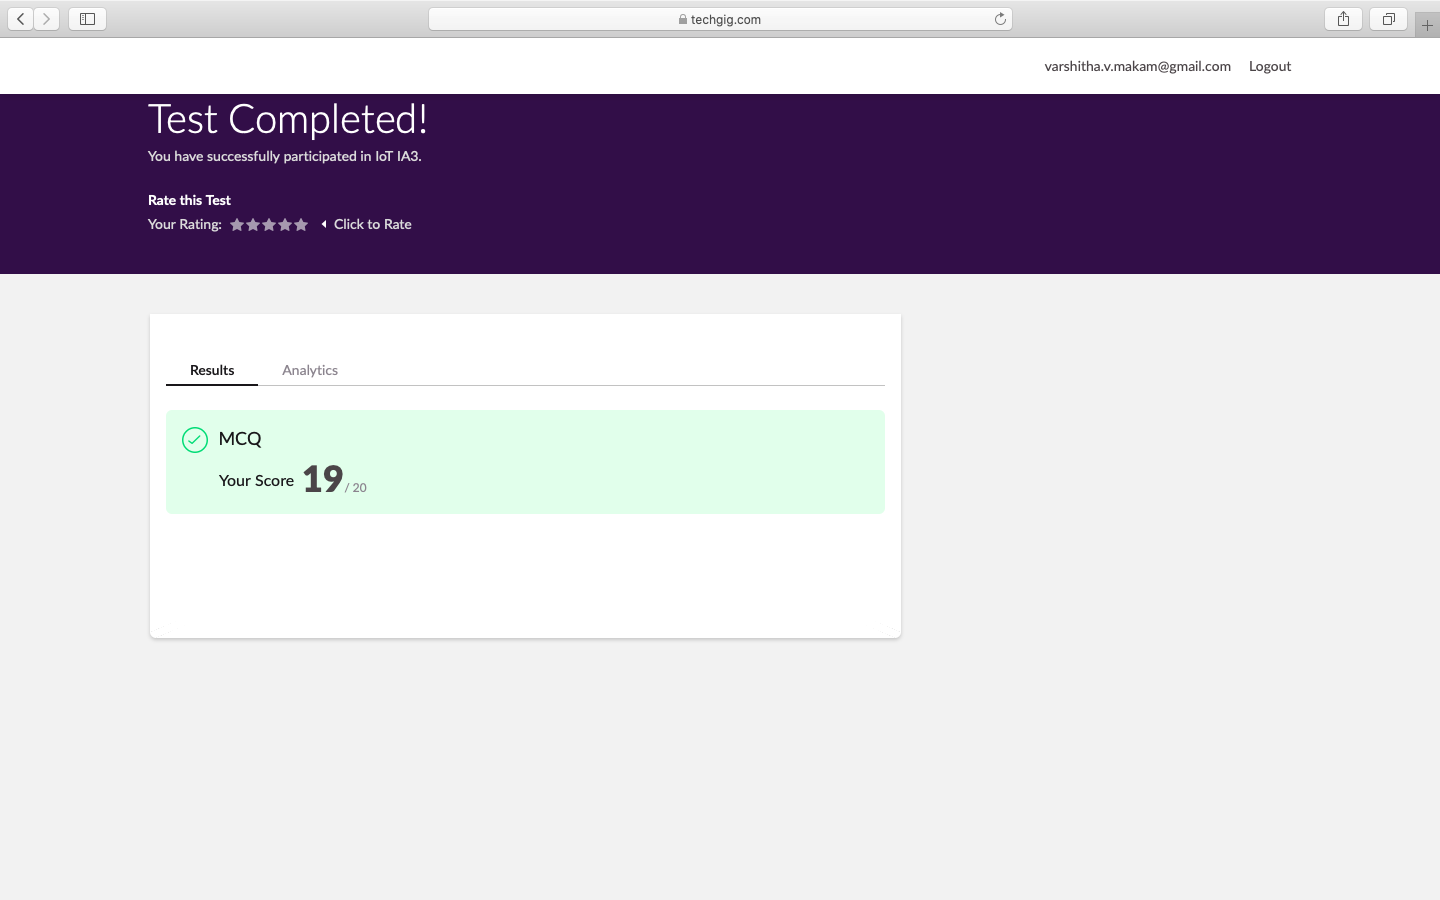 techgig.com
varshitha.v.makam@gmail.com Logout
Test Completed!
You have successfully participated in IoT IA3.
Rate this Test
Your Rating: Click to Rate
Results Analytics
MCQ
Your Score 19 / 20